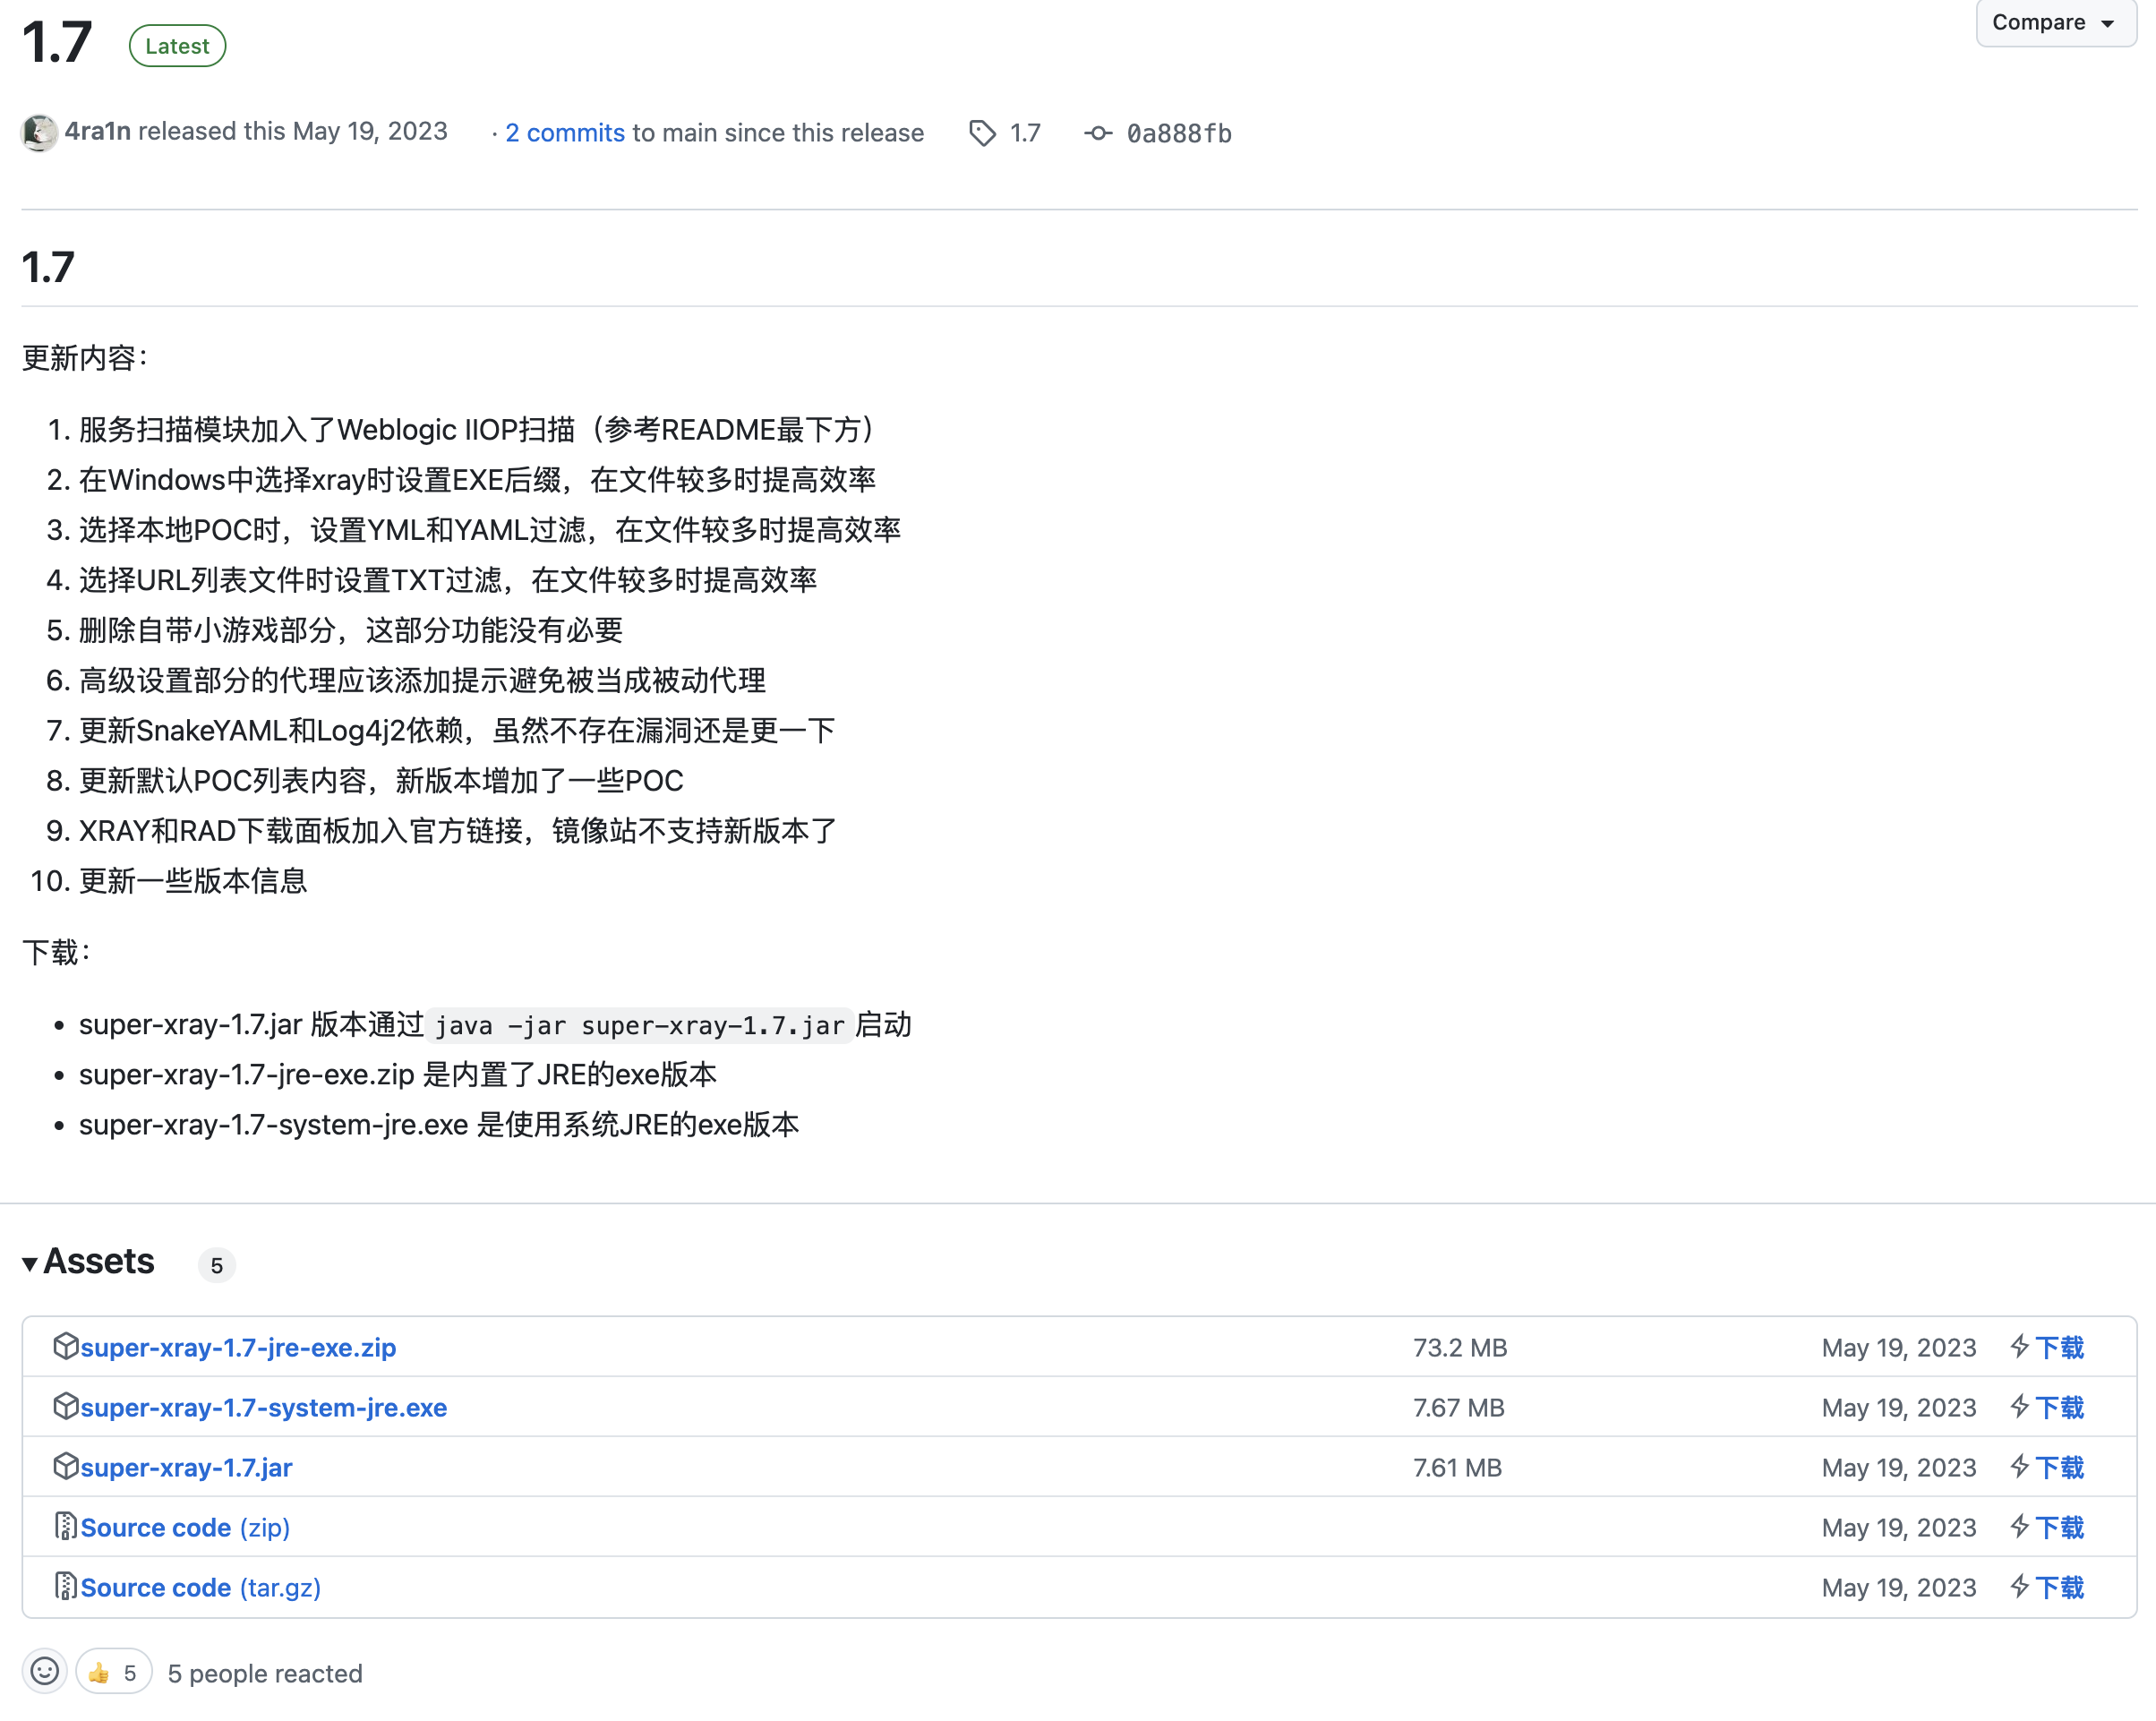 1.7 Latest Compare
4ra1n released this May 19, 2023 · 2 commits to main since this release 1.7 0a888fb
1.7
更新内容：
1. 服务扫描模块加入了Weblogic IIOP扫描（参考README最下方）
2. 在Windows中选择xray时设置EXE后缀，在文件较多时提高效率
3. 选择本地POC时，设置YML和YAML过滤，在文件较多时提高效率
4. 选择URL列表文件时设置TXT过滤，在文件较多时提高效率
5. 删除自带小游戏部分，这部分功能没有必要
6. 高级设置部分的代理应该添加提示避免被当成被动代理
7. 更新SnakeYAML和Log4j2依赖，虽然不存在漏洞还是更一下
8. 更新默认POC列表内容，新版本增加了一些POC
9. XRAY和RAD下载面板加入官方链接，镜像站不支持新版本了
10. 更新一些版本信息
下载：
• super-xray-1.7.jar 版本通过 java -jar super-xray-1.7.jar 启动
• super-xray-1.7-jre-exe.zip 是内置了JRE的exe版本
• super-xray-1.7-system-jre.exe 是使用系统JRE的exe版本
Assets 5
super-xray-1.7-jre-exe.zip 73.2 MB May 19, 2023 下载
super-xray-1.7-system-jre.exe 7.67 MB May 19, 2023 下载
super-xray-1.7.jar 7.61 MB May 19, 2023 下载
Source code (zip) May 19, 2023 下载
Source code (tar.gz) May 19, 2023 下载
👍 5 5 people reacted